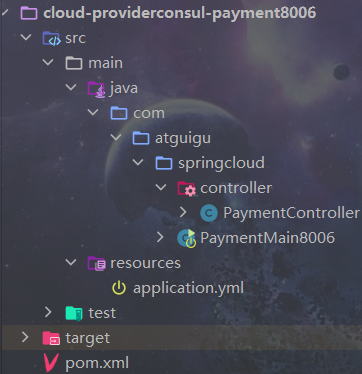 cloud-providerconsul-payment8006
src
main
java
com
atguigu
springcloud
controller
PaymentController
PaymentMain8006
resources
application.yml
test
target
pom.xml